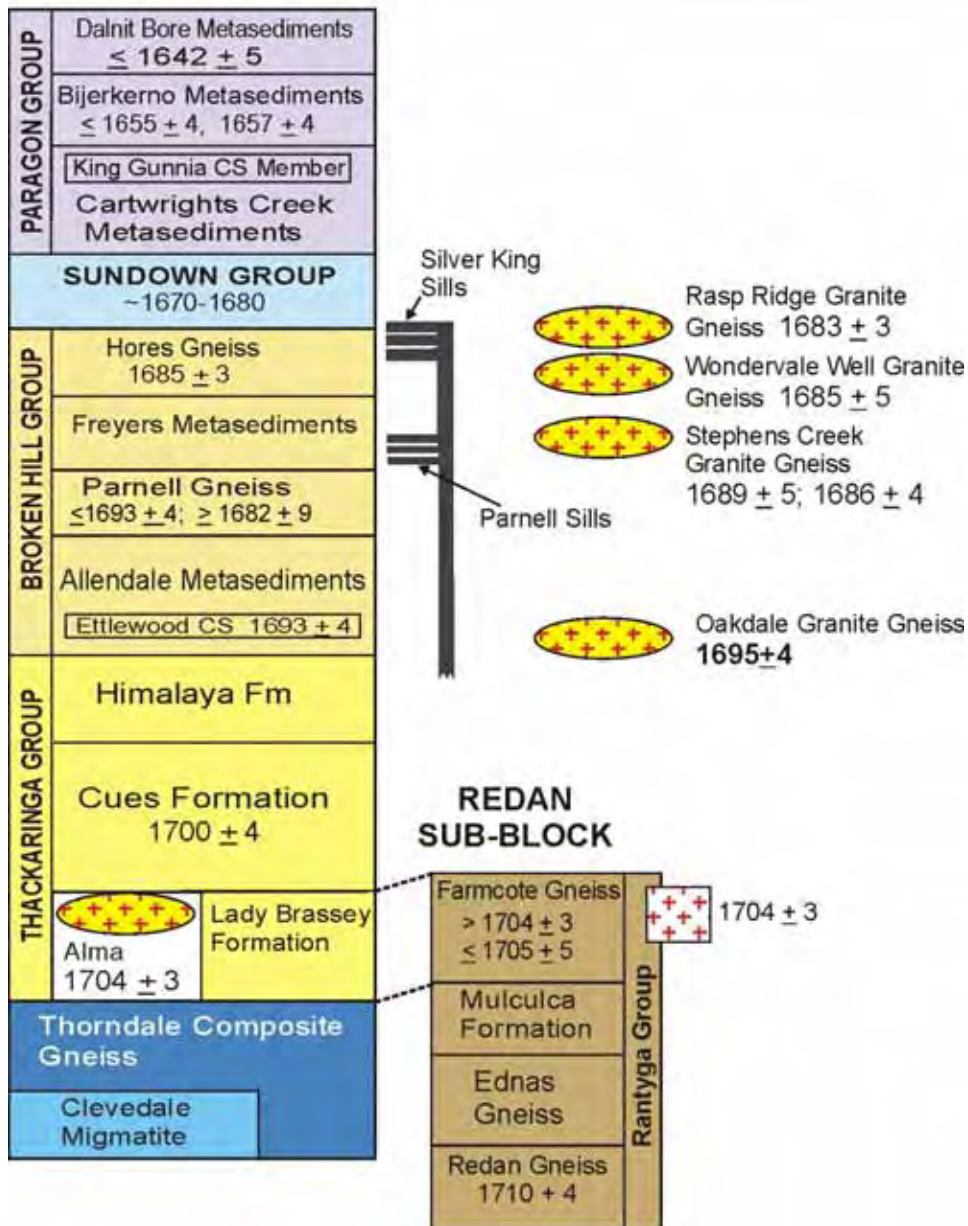 PARAGON GROUP
Dalnit Bore Metasediments
≤ 1642 ± 5
Bijerkerno Metasediments
≤ 1655 ± 4, 1657 ± 4
King Gunnia CS Member
Cartwrights Creek
Metasediments
SUNDOWN GROUP
~1670-1680
BROKEN HILL GROUP
Hores Gneiss
1685 ± 3
Freyers Metasediments
Parnell Gneiss
≤1693 ± 4; ≥ 1682 ± 9
Allendale Metasediments
Ettlewood CS 1693 ± 4
THACKARINGA GROUP
Himalaya Fm
Cues Formation
1700 ± 4
Alma
1704 ± 3
Lady Brassey
Formation
Thorndale Composite
Gneiss
Clevedale
Migmatite
Silver King
Sills
Parnell Sills
Rasp Ridge Granite
Gneiss 1683 ± 3
Wondervale Well Granite
Gneiss 1685 ± 5
Stephens Creek
Granite Gneiss
1689 ± 5; 1686 ± 4
Oakdale Granite Gneiss
1695±4
REDAN
SUB-BLOCK
Farmcote Gneiss
> 1704 ± 3
≤ 1705 ± 5
Mulculca
Formation
Ednas
Gneiss
Redan Gneiss
1710 + 4
Rantyga Group
1704 ± 3